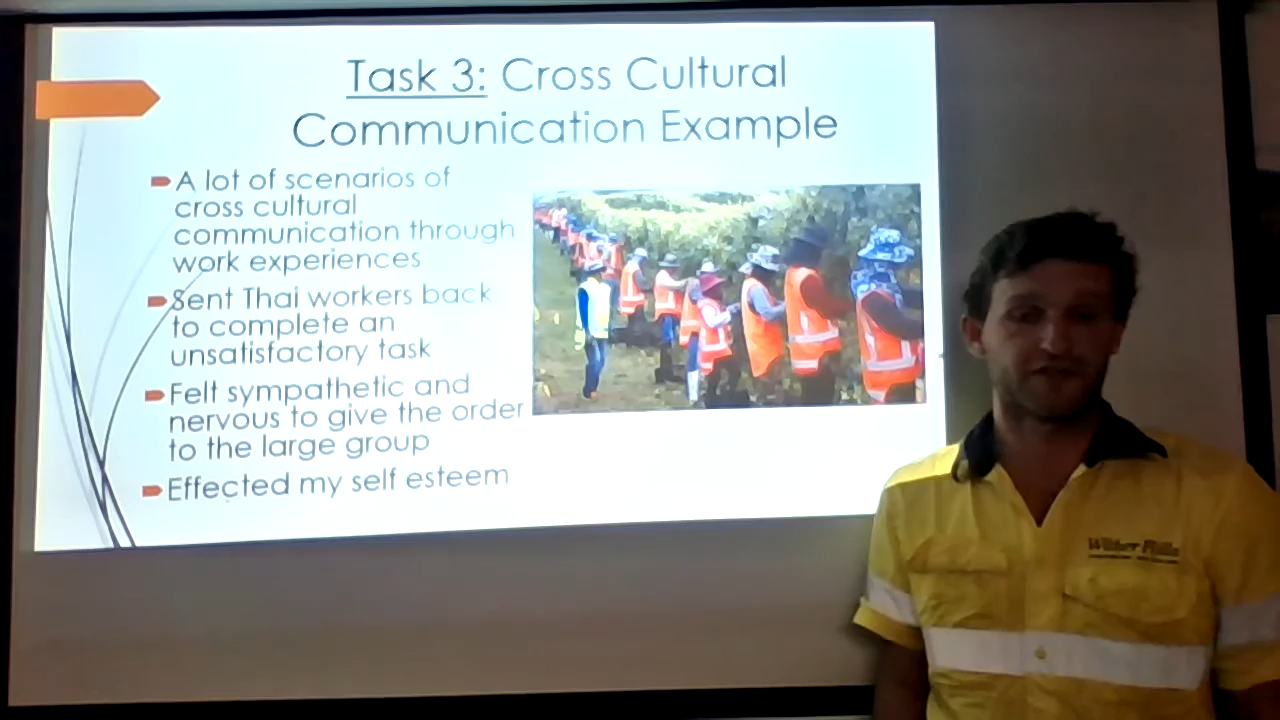 Task 3: Cross Cultural
Communication Example
A lot of scenarios of
cross cultural
communication through
work experiences
Sent Thai workers back
to complete an
unsatisfactory task
Felt sympathetic and
nervous to give the order
to the large group
Effected my self esteem
Wither Hills